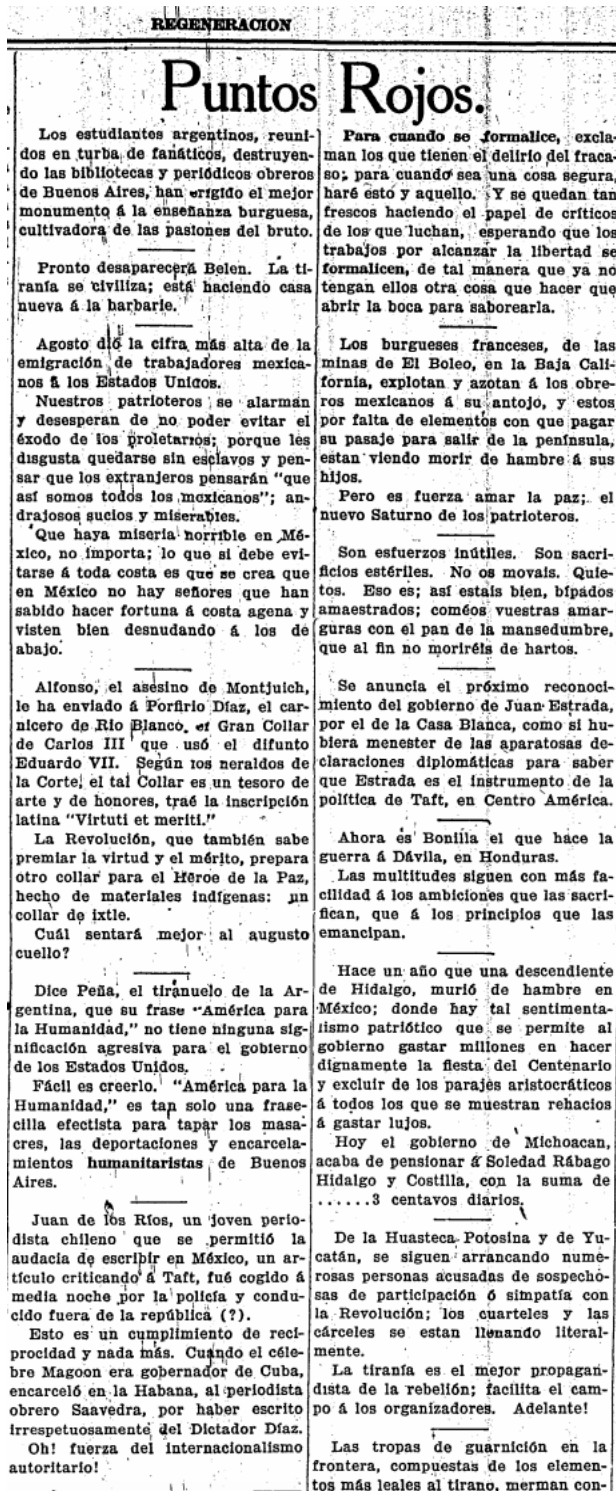 REGENERACION
Puntos Rojos.
Los estudiantes argentinos, reuni-
dos en turba de fanáticos, destruyen-
do las bibliotecas y periódicos obreros
de Buenos Aires, han erigido el mejor
monumento á la enseñanza burguesa,
cultivadora de las pasiones del bruto.
Pronto desaparecerá Belen. La ti-
ranía se civiliza; está haciendo casa
nueva á la barbarie.
Agosto dió la cifra más alta de la
emigración de trabajadores mexica-
nos á los Estados Unidos.
Nuestros patrioteros se alarman
y desesperan de no poder evitar el
éxodo de los proletarios; porque les
disgusta quedarse sin esclavos y pen-
sar que los extranjeros pensarán "que
así somos todos los mexicanos"; an-
drajosos sucios y miserables.
Que haya miseria horrible en Mé-
xico, no importa; lo que si debe evi-
tarse á toda costa es que se crea que
en México no hay señores que han
sabido hacer fortuna á costa agena y
visten bien desnudando á los de
abajo.
Alfonso, el asesino de Montjuich,
le ha enviado á Porfirio Díaz, el car-
nicero de Río Blanco, el Gran Collar
de Carlos III que usó el difunto
Eduardo VII. Según los heraldos de
la Corte, el tal Collar es un tesoro de
arte y de honores, traé la inscripción
latina "Virtuti et meriti."
La Revolución, que también sabe
premiar la virtud y el mérito, prepara
otro collar para el Héroe de la Paz,
hecho de materiales indígenas: un
collar de ixtle.
Cuál sentará mejor al augusto
cuello?
Dice Peña, el tiranuelo de la Ar-
gentina, que su frase "América para
la Humanidad," no tiene ninguna sig-
nificación agresiva para el gobierno
de los Estados Unidos.
Fácil es creerlo. "América para la
Humanidad," es tan solo una frase-
cilla efectista para tapar los masa-
cres, las deportaciones y encarcela-
mientos humanitaristas de Buenos
Aires.
Juan de los Ríos, un joven perio-
dista chileno que se permitió la
audacia de escribir en México, un ar-
tículo criticando á Taft, fué cogido á
media noche por la policía y condu-
cido fuera de la república (?).
Esto es un cumplimiento de reci-
procidad y nada más. Cuando el céle-
bre Magoon era gobernador de Cuba,
encarceló en la Habana, al periodista
obrero Saavedra, por haber escrito
irrespetuosamente del Dictador Díaz.
Oh! fuerza del internacionalismo
autoritario!
Para cuando se formalice, excla-
man los que tienen el delirio del fraca-
so; para cuando sea una cosa segura,
haré esto y aquello. Y se quedan tan
frescos haciendo el papel de críticos
de los que luchan, esperando que los
trabajos por alcanzar la libertad se
formalicen, de tal manera que ya no
tengan ellos otra cosa que hacer que
abrir la boca para saborearla.
Los burgueses franceses, de las
minas de El Boleo, en la Baja Cali-
fornia, explotan y azotan á los obre-
ros mexicanos á su antojo, y estos
por falta de elementos con que pagar
su pasaje para salir de la península,
estan viendo morir de hambre á sus
hijos.
Pero es fuerza amar la paz; el
nuevo Saturno de los patrioteros.
Son esfuerzos inútiles. Son sacri-
ficios estériles. No os movais. Quie-
tos. Eso es; así estais bien, bípados
amaestrados; coméos vuestras amar-
guras con el pan de la mansedumbre,
que al fin no moriréis de hartos.
Se anuncia el próximo reconoci-
miento del gobierno de Juan Estrada,
por el de la Casa Blanca, como si hu-
biera menester de las aparatosas de-
claraciones diplomáticas para saber
que Estrada es el instrumento de la
política de Taft, en Centro América.
Ahora es Bonilla el que hace la
guerra á Dávila, en Honduras.
Las multitudes siguen con más fa-
cilidad á los ambiciones que las sacri-
fican, que á los principios que las
emancipan.
Hace un año que una descendiente
de Hidalgo, murió de hambre en
México; donde hay tal sentimenta-
lismo patriótico que se permite al
gobierno gastar millones en hacer
dignamente la fiesta del Centenario
y excluir de los parajes aristocráticos
á todos los que se muestran rehacios
á gastar lujos.
Hoy el gobierno de Michoacan,
acaba de pensionar á Soledad Rábago
Hidalgo y Costilla, con la suma de
......3 centavos diarios.
De la Huasteca Potosina y de Yu-
catán, se siguen arrancando nume-
rosas personas acusadas de sospecho-
sas de participación ó simpatía con
la Revolución; los cuarteles y las
cárceles se estan llenando literal-
mente.
La tiranía es el mejor propagan-
dista de la rebelión; facilita el cam-
po á los organizadores. Adelante!
Las tropas de guarnición en la
frontera, compuestas de los elemen-
tos más leales al tirano, merman con-